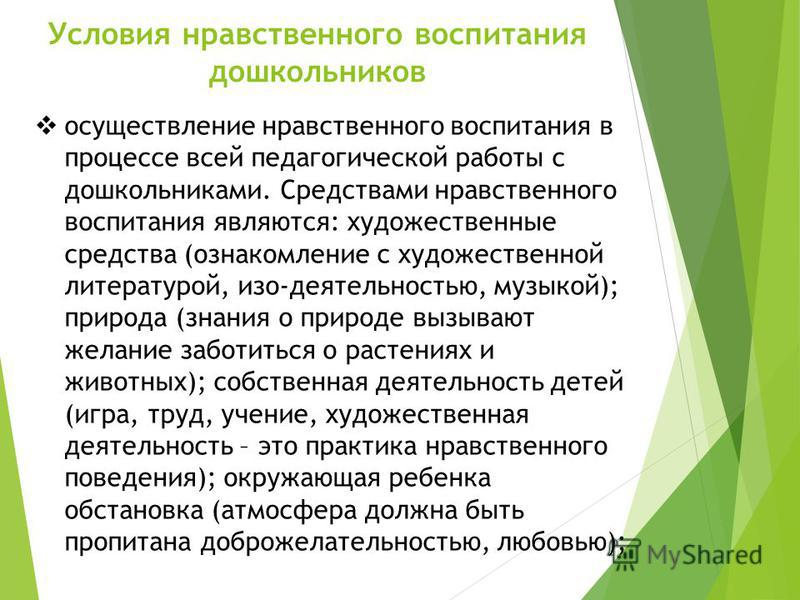 Условия нравственного воспитания
дошкольников
❖ осуществление нравственного воспитания в
процессе всей педагогической работы с
дошкольниками. Средствами нравственного
воспитания являются: художественные
средства (ознакомление с художественной
литературой, изо-деятельностью, музыкой);
природа (знания о природе вызывают
желание заботиться о растениях и
животных); собственная деятельность детей
(игра, труд, учение, художественная
деятельность – это практика нравственного
поведения); окружающая ребенка
обстановка (атмосфера должна быть
пропитана доброжелательностью, любовью);
MyShared